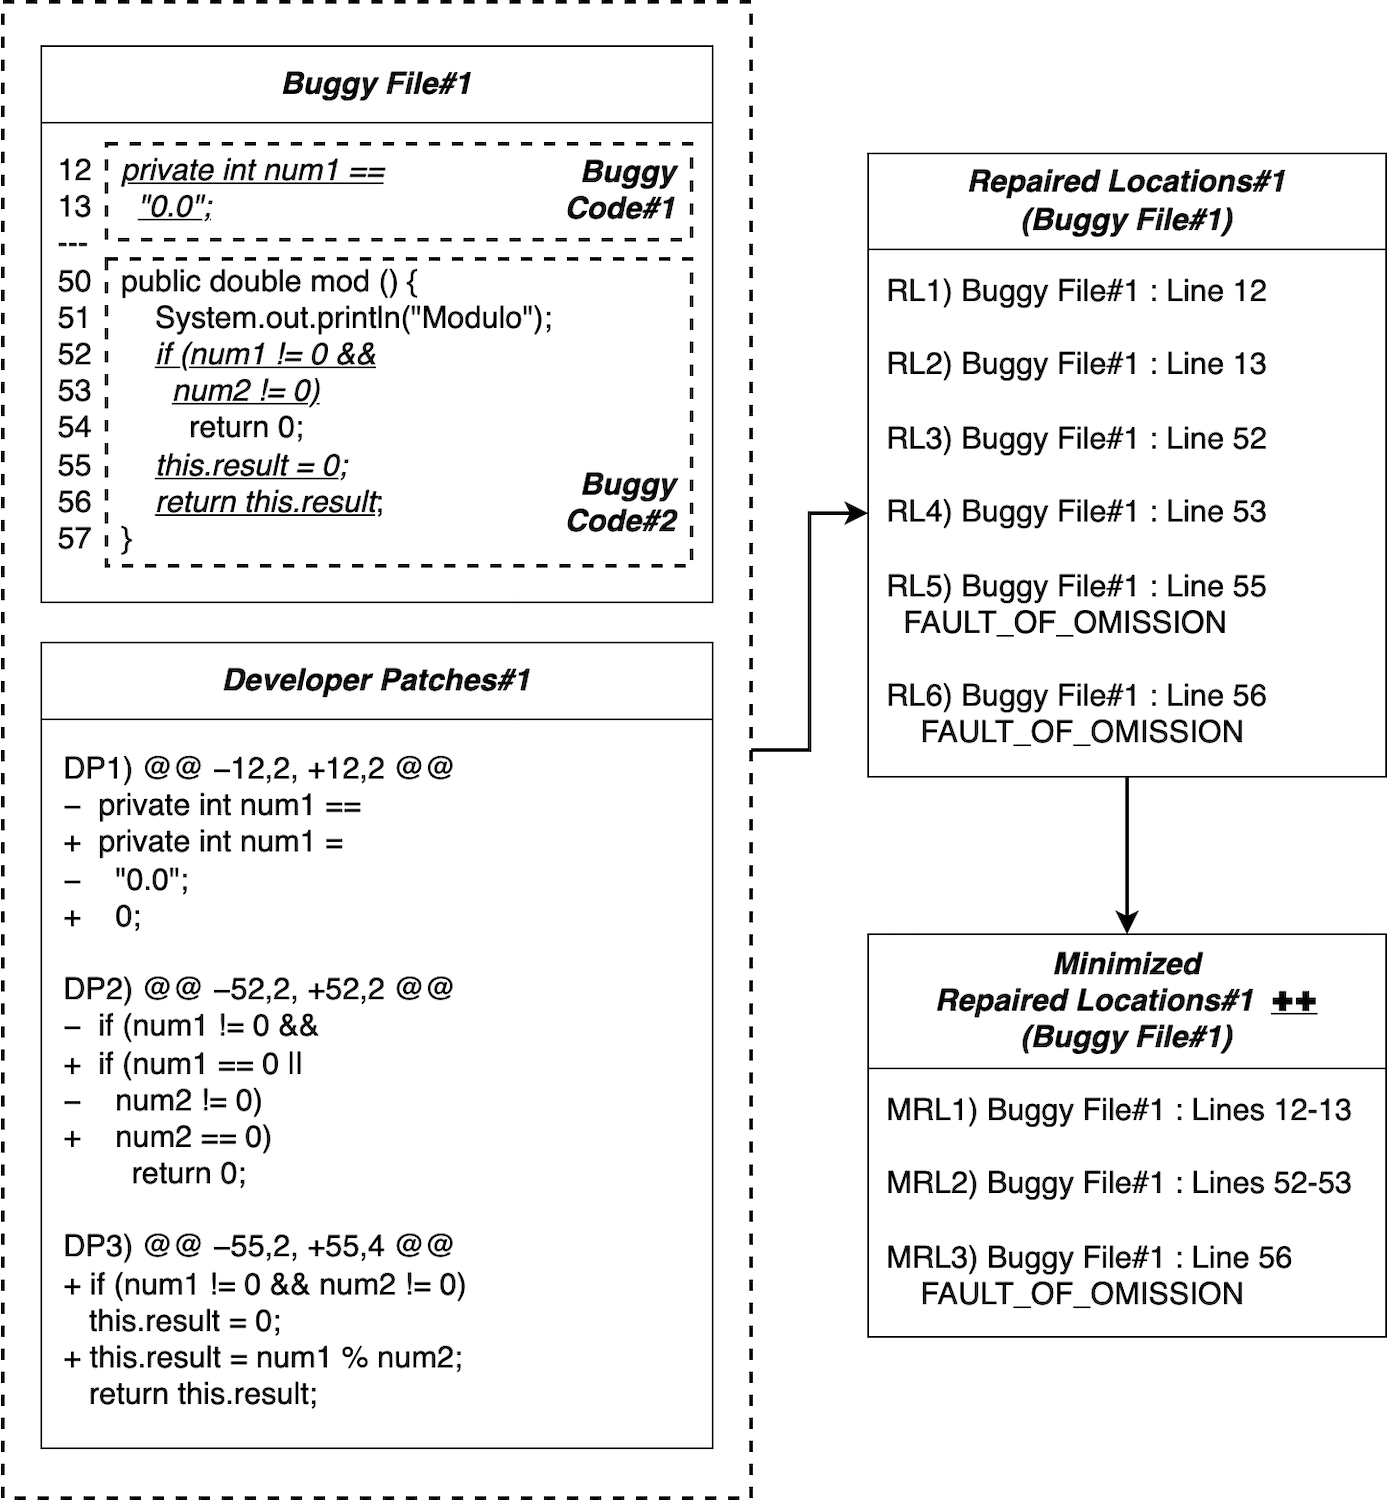 Buggy File#1
12 private int num1 == Buggy
13 "0.0"; Code#1
---
50 public double mod () {
51 System.out.println("Modulo");
52 if (num1 != 0 &&
53 num2 != 0)
54 return 0;
55 this.result = 0;
Buggy
56 return this.result;
Code#2
57 }
Developer Patches#1
DP1) @@ −12,2, +12,2 @@
− private int num1 ==
+ private int num1 =
− "0.0";
+ 0;
DP2) @@ −52,2, +52,2 @@
− if (num1 != 0 &&
+ if (num1 == 0 ||
− num2 != 0)
+ num2 == 0)
return 0;
DP3) @@ −55,2, +55,4 @@
+ if (num1 != 0 && num2 != 0)
this.result = 0;
+ this.result = num1 % num2;
return this.result;
Repaired Locations#1
(Buggy File#1)
RL1) Buggy File#1 : Line 12
RL2) Buggy File#1 : Line 13
RL3) Buggy File#1 : Line 52
RL4) Buggy File#1 : Line 53
RL5) Buggy File#1 : Line 55
FAULT_OF_OMISSION
RL6) Buggy File#1 : Line 56
FAULT_OF_OMISSION
Minimized
Repaired Locations#1 ++
(Buggy File#1)
MRL1) Buggy File#1 : Lines 12-13
MRL2) Buggy File#1 : Lines 52-53
MRL3) Buggy File#1 : Line 56
FAULT_OF_OMISSION